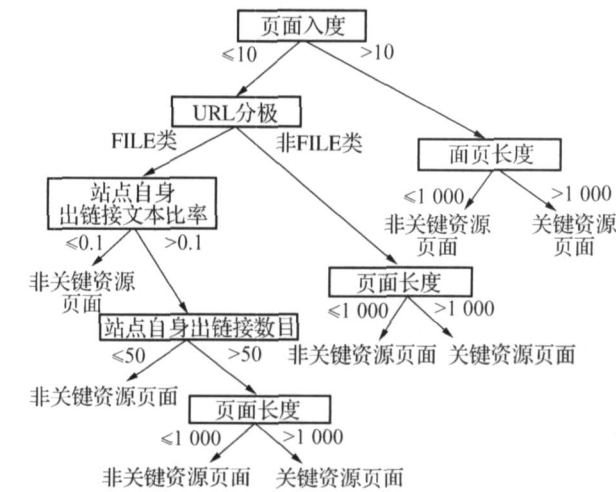 页面入度
≤10 >10
URL分极
FILE类 非FILE类
面页长度
站点自身
出链接文本比率
≤1 000 >1 000
非关键资源
页面
关键资源
页面
≤0.1 >0.1
非关键资源
页面
页面长度
≤1 000 >1 000
站点自身出链接数目
非关键资源页面 关键资源页面
≤50 >50
非关键资源页面
页面长度
≤1 000 >1 000
非关键资源页面 关键资源页面